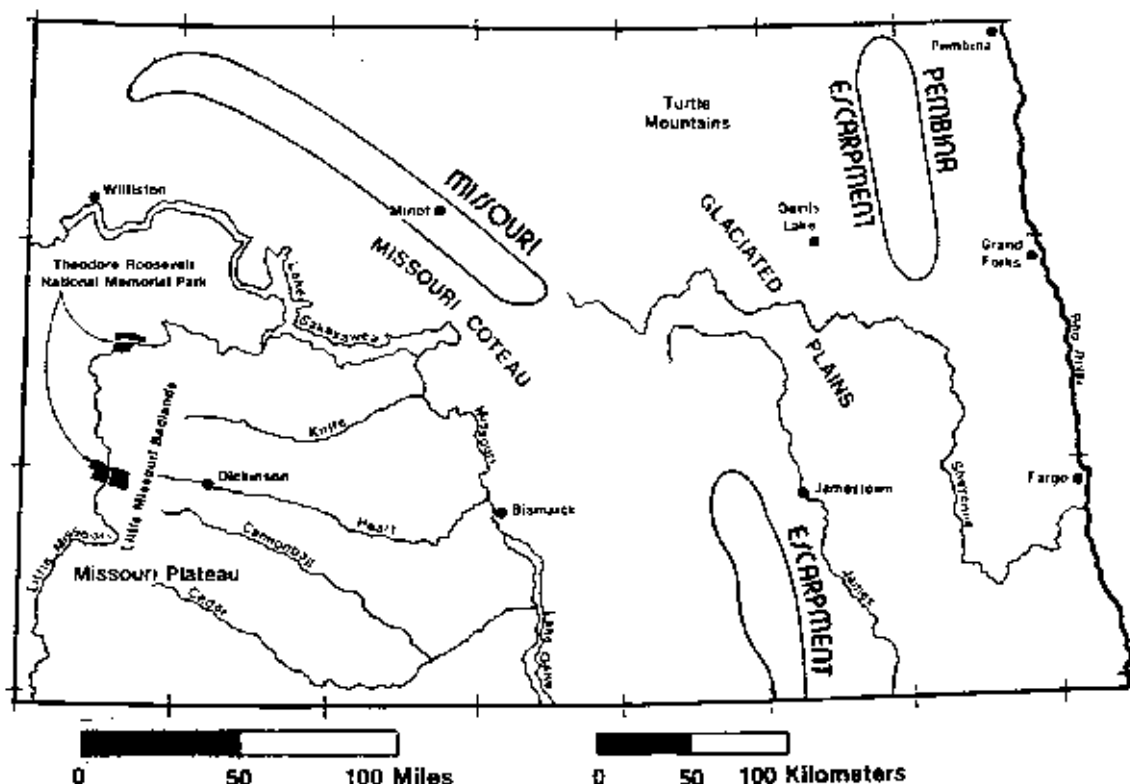 Pembina
PEMBINA
ESCARPMENT
Turtle
Mountains
Williston
Minot
MISSOURI
GLACIATED
PLAINS
Devils
Lake
Grand
Forks
MISSOURI COTEAU
Theodore Roosevelt
National Memorial Park
Lake
Sakakawea
Red River
Little Missouri Badlands
Knife
Missouri
Dickinson
Heart
Bismarck
Jamestown
Sheyenne
Fargo
Little Missouri
Cannonball
Missouri Plateau
Cedar
Lake Oahe
ESCARPMENT
James
0 50 100 Miles
0 50 100 Kilometers